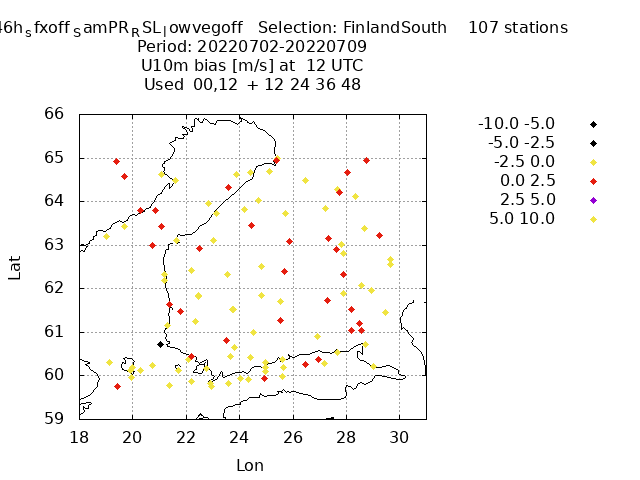 46h_sfxoff_samPR_RSL_lowvegoff Selection: FinlandSouth 107 stations
Period: 20220702-20220709
U10m bias [m/s] at 12 UTC
Used 00,12 + 12 24 36 48
-10.0 -5.0
-5.0 -2.5
-2.5 0.0
0.0 2.5
2.5 5.0
5.0 10.0
66
65
64
63
62
61
60
59
Lat
18 20 22 24 26 28 30
Lon